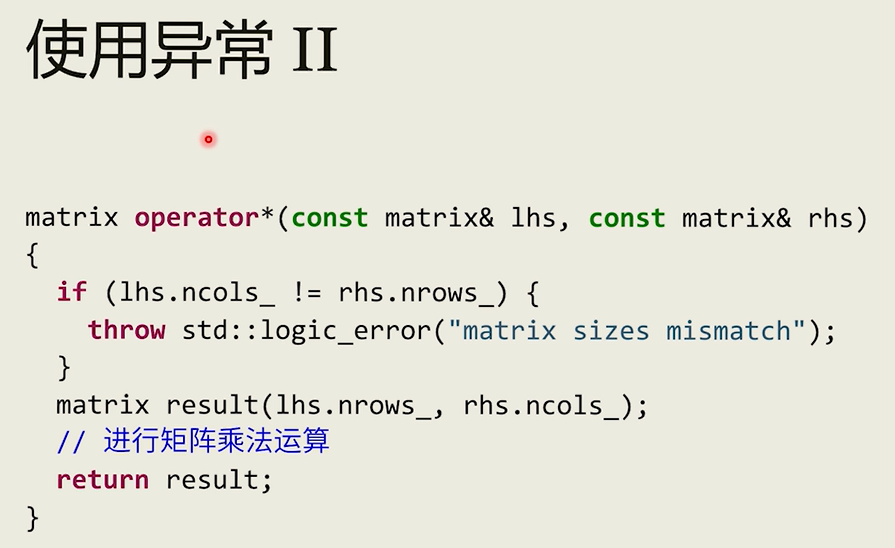 使用异常 II
matrix operator*(const matrix& lhs, const matrix& rhs)
{
  if (lhs.ncols_ != rhs.nrows_) {
    throw std::logic_error("matrix sizes mismatch");
  }
  matrix result(lhs.nrows_, rhs.ncols_);
  // 进行矩阵乘法运算
  return result;
}